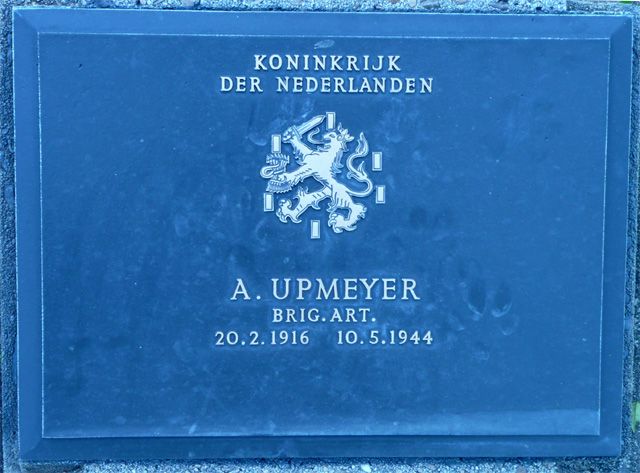 KONINKRIJK
DER NEDERLANDEN
A. UPMEYER
BRIG. ART.
20.2.1916 10.5.1944